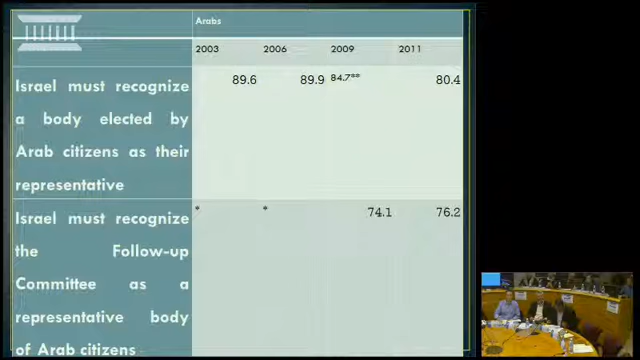 Arabs
2003 2006 2009 2011
Israel must recognize 89.6 89.9 84.7** 80.4
a body elected by
Arab citizens as their
representative
Israel must recognize * * 74.1 76.2
the Follow-up
Committee as a
representative body
of Arab citizens